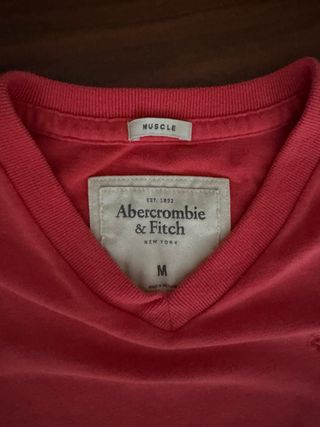 MUSCLE
EST. 1892
Abercrombie
& Fitch
NEW YORK
M